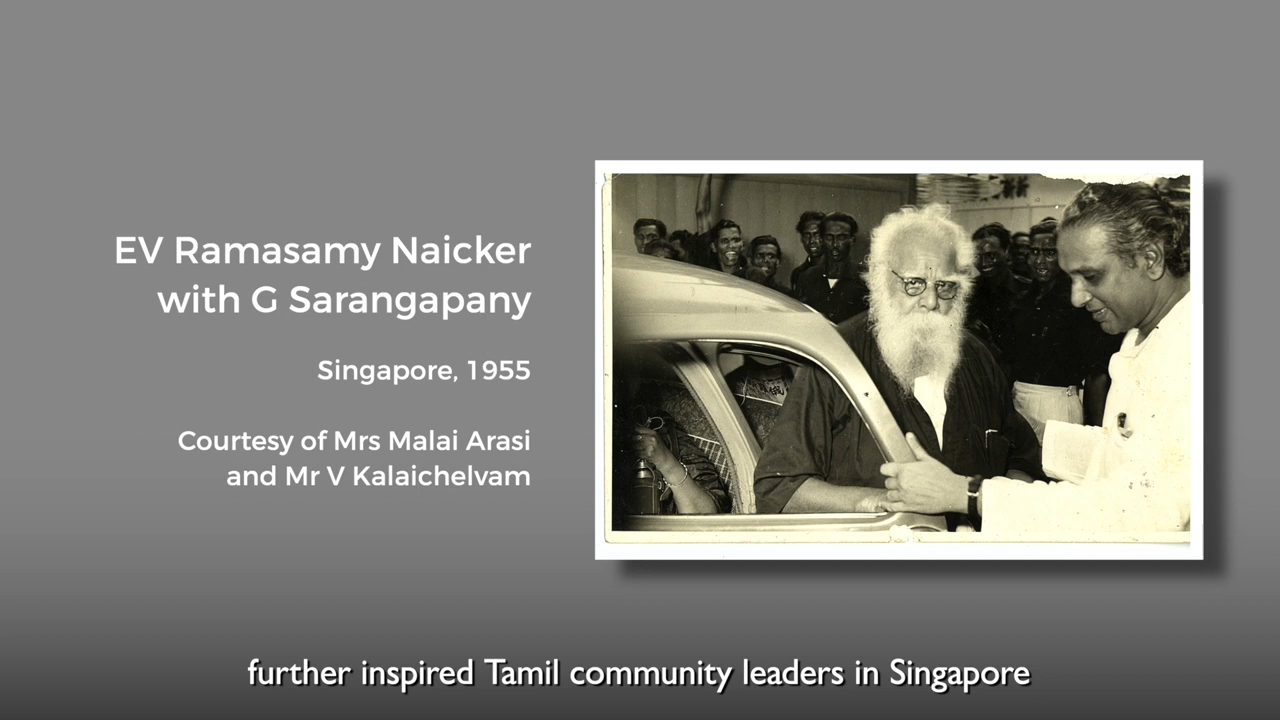 EV Ramasamy Naicker
with G Sarangapany
Singapore, 1955
Courtesy of Mrs Malai Arasi
and Mr V Kalaichelvam
further inspired Tamil community leaders in Singapore